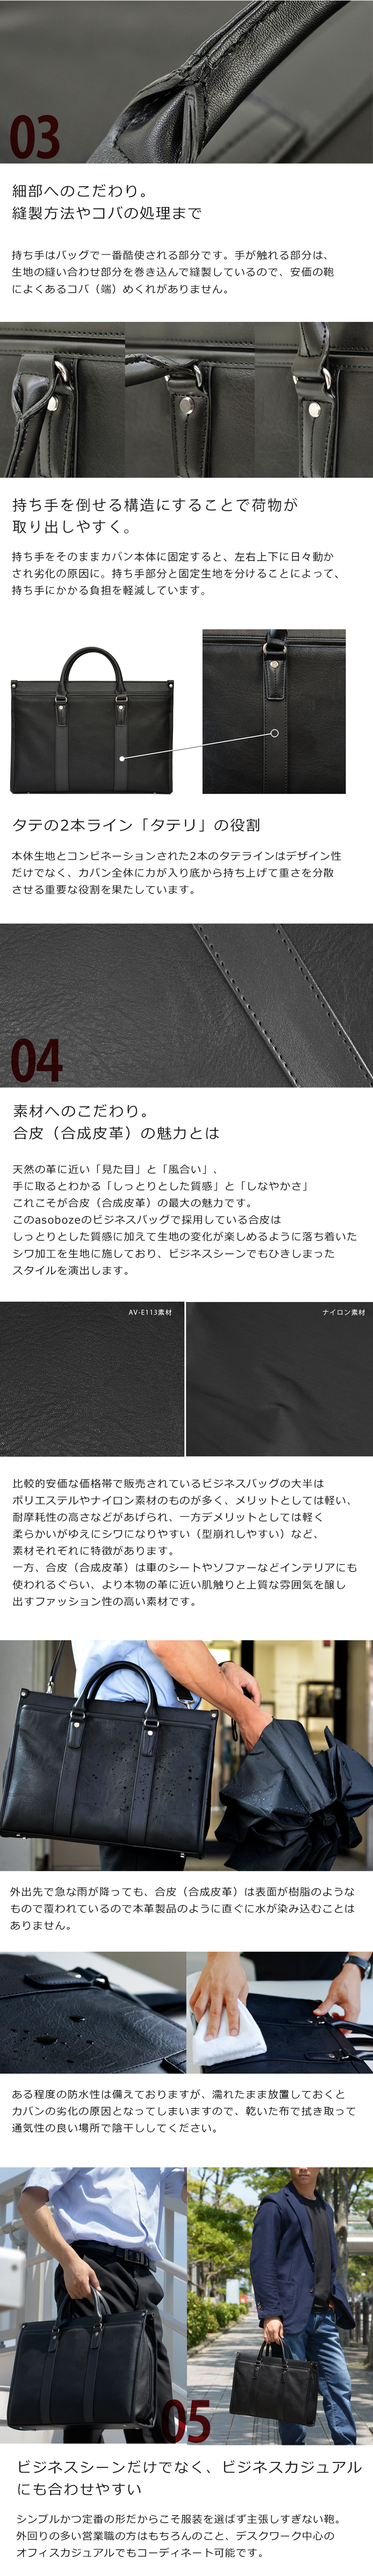 03
細部へのこだわり。
縫製方法やコバの処理まで
持ち手はバッグで一番酷使される部分です。手が触れる部分は、
生地の縫い合わせ部分を巻き込んで縫製しているので、安価の鞄
によくあるコバ（端）めくれがありません。
持ち手を倒せる構造にすることで荷物が
取り出しやすく。
持ち手をそのままカバン本体に固定すると、左右上下に日々動か
され劣化の原因に。持ち手部分と固定生地を分けることによって、
持ち手にかかる負担を軽減しています。
タテの2本ライン「タテリ」の役割
本体生地とコンビネーションされた2本のタテラインはデザイン性
だけでなく、カバン全体に力が入り底から持ち上げて重さを分散
させる重要な役割を果たしています。
04
素材へのこだわり。
合皮（合成皮革）の魅力とは
天然の革に近い「見た目」と「風合い」、
手に取るとわかる「しっとりとした質感」と「しなやかさ」
これこそが合皮（合成皮革）の最大の魅力です。
このasobozeのビジネスバッグで採用している合皮は
しっとりとした質感に加えて生地の変化が楽しめるように落ち着いた
シワ加工を生地に施しており、ビジネスシーンでもひきしまった
スタイルを演出します。
AV-E113素材
ナイロン素材
比較的安価な価格帯で販売されているビジネスバッグの大半は
ポリエステルやナイロン素材のものが多く、メリットとしては軽い、
耐摩耗性の高さなどがあげられ、一方デメリットとしては軽く
柔らかいがゆえにシワになりやすい（型崩れしやすい）など、
素材それぞれに特徴があります。
一方、合皮（合成皮革）は車のシートやソファーなどインテリアにも
使われるぐらい、より本物の革に近い肌触りと上質な雰囲気を醸し
出すファッション性の高い素材です。
外出先で急な雨が降っても、合皮（合成皮革）は表面が樹脂のような
もので覆われているので本革製品のように直ぐに水が染み込むことは
ありません。
ある程度の防水性は備えておりますが、濡れたまま放置しておくと
カバンの劣化の原因となってしまいますので、乾いた布で拭き取って
通気性の良い場所で陰干ししてください。
05
ビジネスシーンだけでなく、ビジネスカジュアル
にも合わせやすい
シンプルかつ定番の形だからこそ服装を選ばず主張しすぎない鞄。
外回りの多い営業職の方はもちろんのこと、デスクワーク中心の
オフィスカジュアルでもコーディネート可能です。